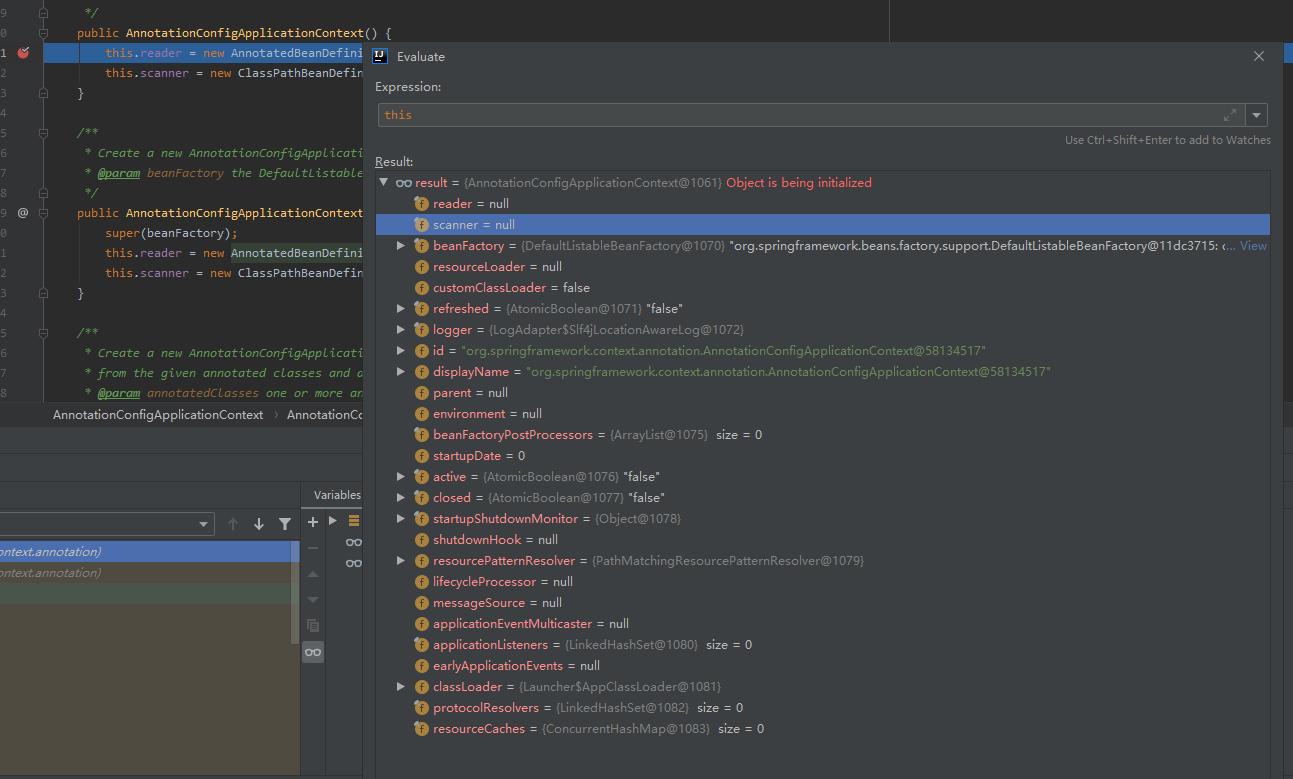 9 */
0 public AnnotationConfigApplicationContext() {
1 this.reader = new AnnotatedBeanDefini
2 this.scanner = new ClassPathBeanDefin
3 }
4
5 /**
6 * Create a new AnnotationConfigApplicati
7 * @param beanFactory the DefaultListable
8 */
9 @ public AnnotationConfigApplicationContext
0 super(beanFactory);
1 this.reader = new AnnotatedBeanDefini
2 this.scanner = new ClassPathBeanDefin
3 }
4
5 /**
6 * Create a new AnnotationConfigApplicati
7 * from the given annotated classes and a
8 * @param annotatedClasses one or more an
AnnotationConfigApplicationContext › AnnotationCo
Variables
ontext.annotation)
ontext.annotation)
IJ Evaluate
Expression:
this
Use Ctrl+Shift+Enter to add to Watches
Result:
result = {AnnotationConfigApplicationContext@1061} Object is being initialized
f reader = null
f scanner = null
f beanFactory = {DefaultListableBeanFactory@1070} "org.springframework.beans.factory.support.DefaultListableBeanFactory@11dc3715: c... View
f resourceLoader = null
f customClassLoader = false
f refreshed = {AtomicBoolean@1071} "false"
f logger = {LogAdapter$Slf4jLocationAwareLog@1072}
f id = "org.springframework.context.annotation.AnnotationConfigApplicationContext@58134517"
f displayName = "org.springframework.context.annotation.AnnotationConfigApplicationContext@58134517"
f parent = null
f environment = null
f beanFactoryPostProcessors = {ArrayList@1075} size = 0
f startupDate = 0
f active = {AtomicBoolean@1076} "false"
f closed = {AtomicBoolean@1077} "false"
f startupShutdownMonitor = {Object@1078}
f shutdownHook = null
f resourcePatternResolver = {PathMatchingResourcePatternResolver@1079}
f lifecycleProcessor = null
f messageSource = null
f applicationEventMulticaster = null
f applicationListeners = {LinkedHashSet@1080} size = 0
f earlyApplicationEvents = null
f classLoader = {Launcher$AppClassLoader@1081}
f protocolResolvers = {LinkedHashSet@1082} size = 0
f resourceCaches = {ConcurrentHashMap@1083} size = 0